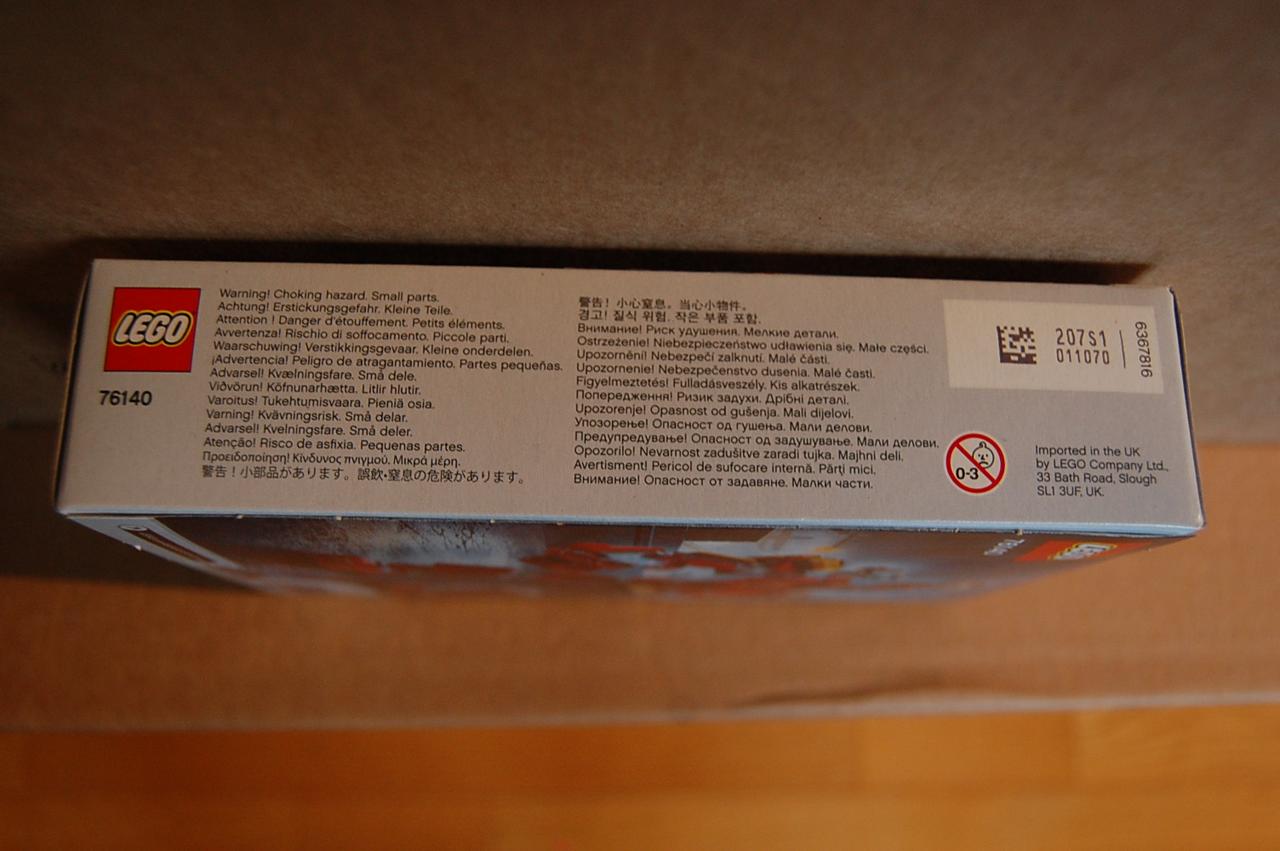 LEGO
76140
Warning! Choking hazard. Small parts.
Achtung! Erstickungsgefahr. Kleine Teile.
Attention ! Danger d'étouffement. Petits éléments.
Avvertenza! Rischio di soffocamento. Piccole parti.
Waarschuwing! Verstikkingsgevaar. Kleine onderdelen.
¡Advertencia! Peligro de atragantamiento. Partes pequeñas.
Advarsel! Kvælningsfare. Små dele.
Viðvörun! Köfnunarhætta. Litlir hlutir.
Varoitus! Tukehtumisvaara. Pieniä osia.
Varning! Kvävningsrisk. Små delar.
Advarsel! Kvelningsfare. Små deler.
Atenção! Risco de asfixia. Pequenas partes.
Προειδοποίηση! Κίνδυνος πνιγμού. Μικρά μέρη.
警告！小部品があります。誤飲・窒息の危険があります。
警告！小心窒息。当心小物件。
경고! 질식 위험. 작은 부품 포함.
Внимание! Риск удушения. Мелкие детали.
Ostrzeżenie! Niebezpieczeństwo udławienia się. Małe części.
Upozornění! Nebezpečí zalknutí. Malé části.
Upozornenie! Nebezpečenstvo dusenia. Malé časti.
Figyelmeztetés! Fulladásveszély. Kis alkatrészek.
Попередження! Ризик задухи. Дрібні деталі.
Upozorenje! Opasnost od gušenja. Mali dijelovi.
Упозорење! Опасност од гушења. Мали делови.
Предупредување! Опасност од задушување. Мали делови.
Opozorilo! Nevarnost zadušitve zaradi tujka. Majhni deli.
Avertisment! Pericol de sufocare internă. Părţi mici.
Внимание! Опасност от задавяне. Малки части.
207S1
011070
6367816
0-3
Imported in the UK
by LEGO Company Ltd.,
33 Bath Road, Slough
SL1 3UF, UK.
LEGO
76140